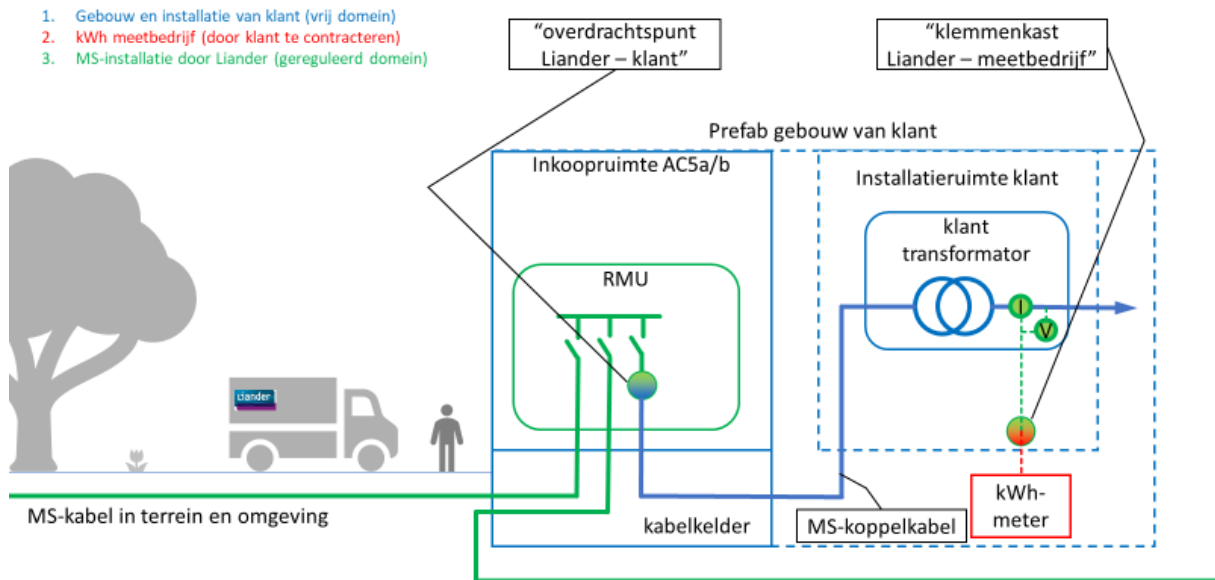 1. Gebouw en installatie van klant (vrij domein)
2. kWh meetbedrijf (door klant te contracteren)
3. MS-installatie door Liander (gereguleerd domein)
"overdrachtspunt
Liander – klant"
"klemmenkast
Liander – meetbedrijf"
Prefab gebouw van klant
Inkoopruimte AC5a/b
Installatieruimte klant
klant
transformator
RMU
I
V
Liander
kWh-
meter
MS-kabel in terrein en omgeving
kabelkelder
MS-koppelkabel